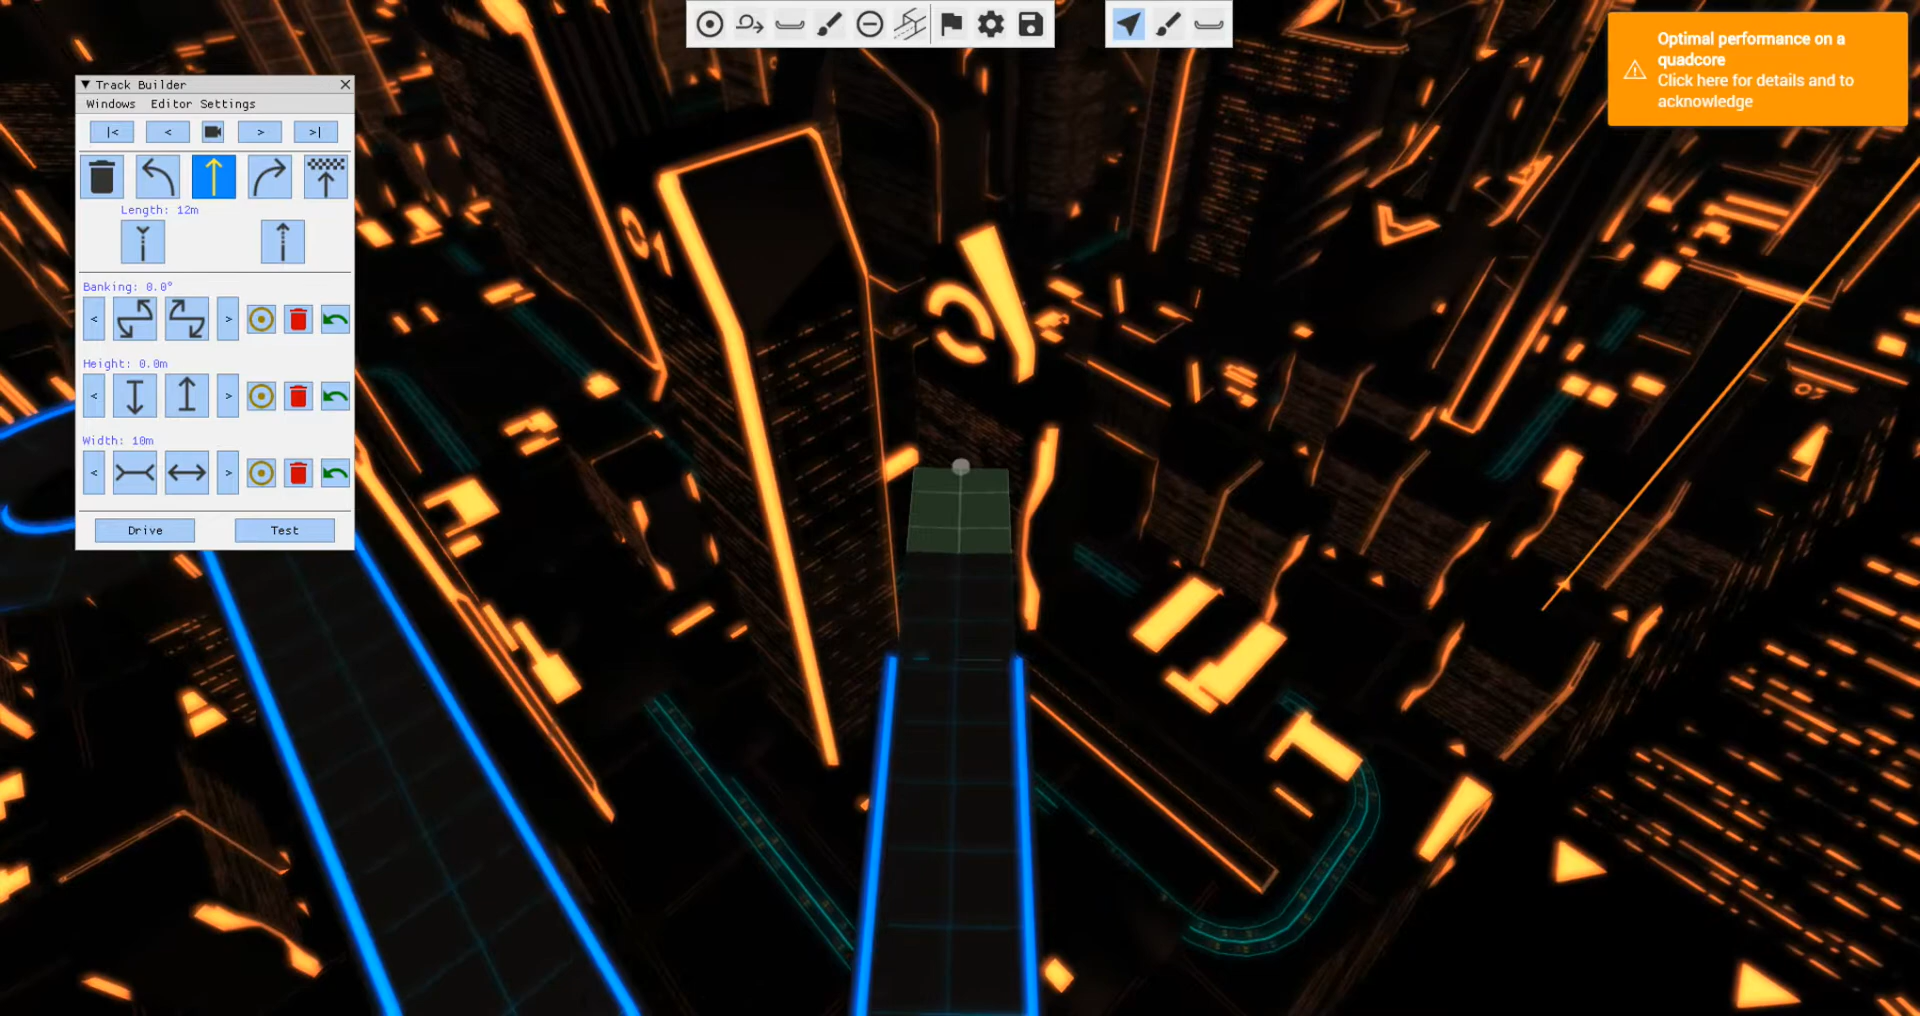 Optimal performance on a
quadcore
Click here for details and to
acknowledge
Track Builder
Windows Editor Settings
|< < > >|
Length: 12m
Banking: 0.0°
< >
Height: 0.0m
< >
Width: 10m
< >
Drive Test